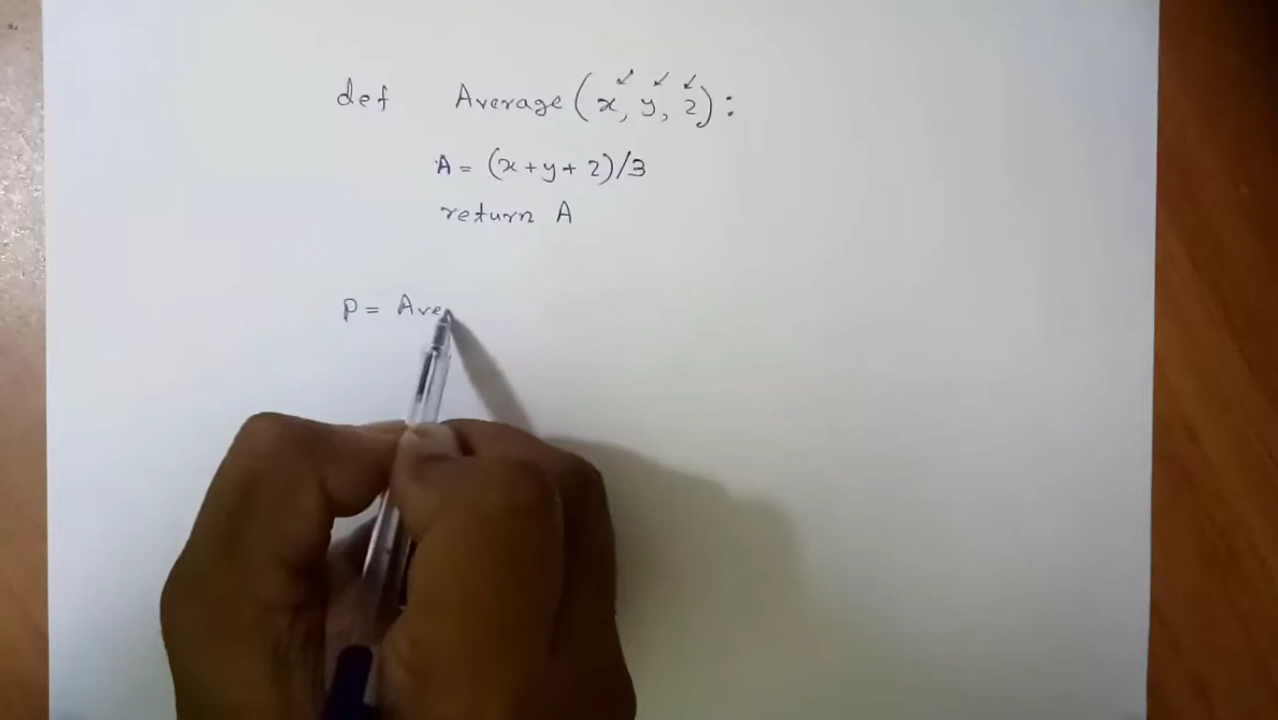 def Average (x, y, z):
A = (x+y+z)/3
return A
P = Ave